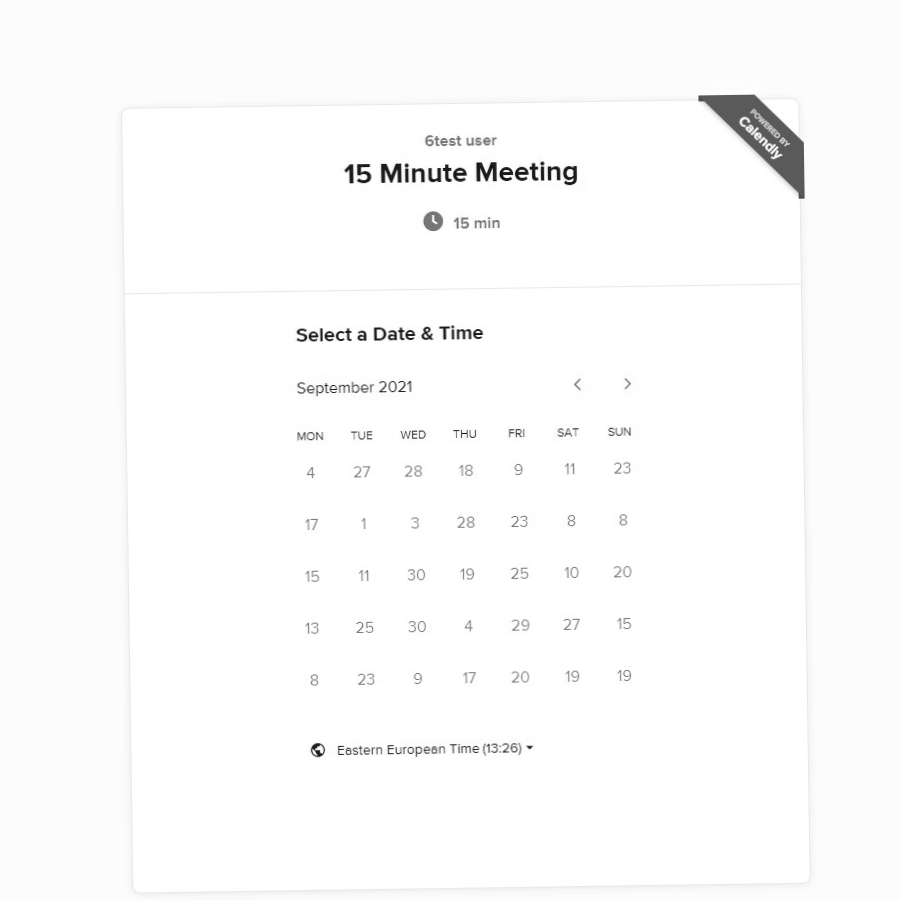 POWERED BY
Calendly
6test user
15 Minute Meeting
15 min
Select a Date & Time
September 2021
MON TUE WED THU FRI SAT SUN
4 27 28 18 9 11 23
17 1 3 28 23 8 8
15 11 30 19 25 10 20
13 25 30 4 29 27 15
8 23 9 17 20 19 19
Eastern European Time (13:26)